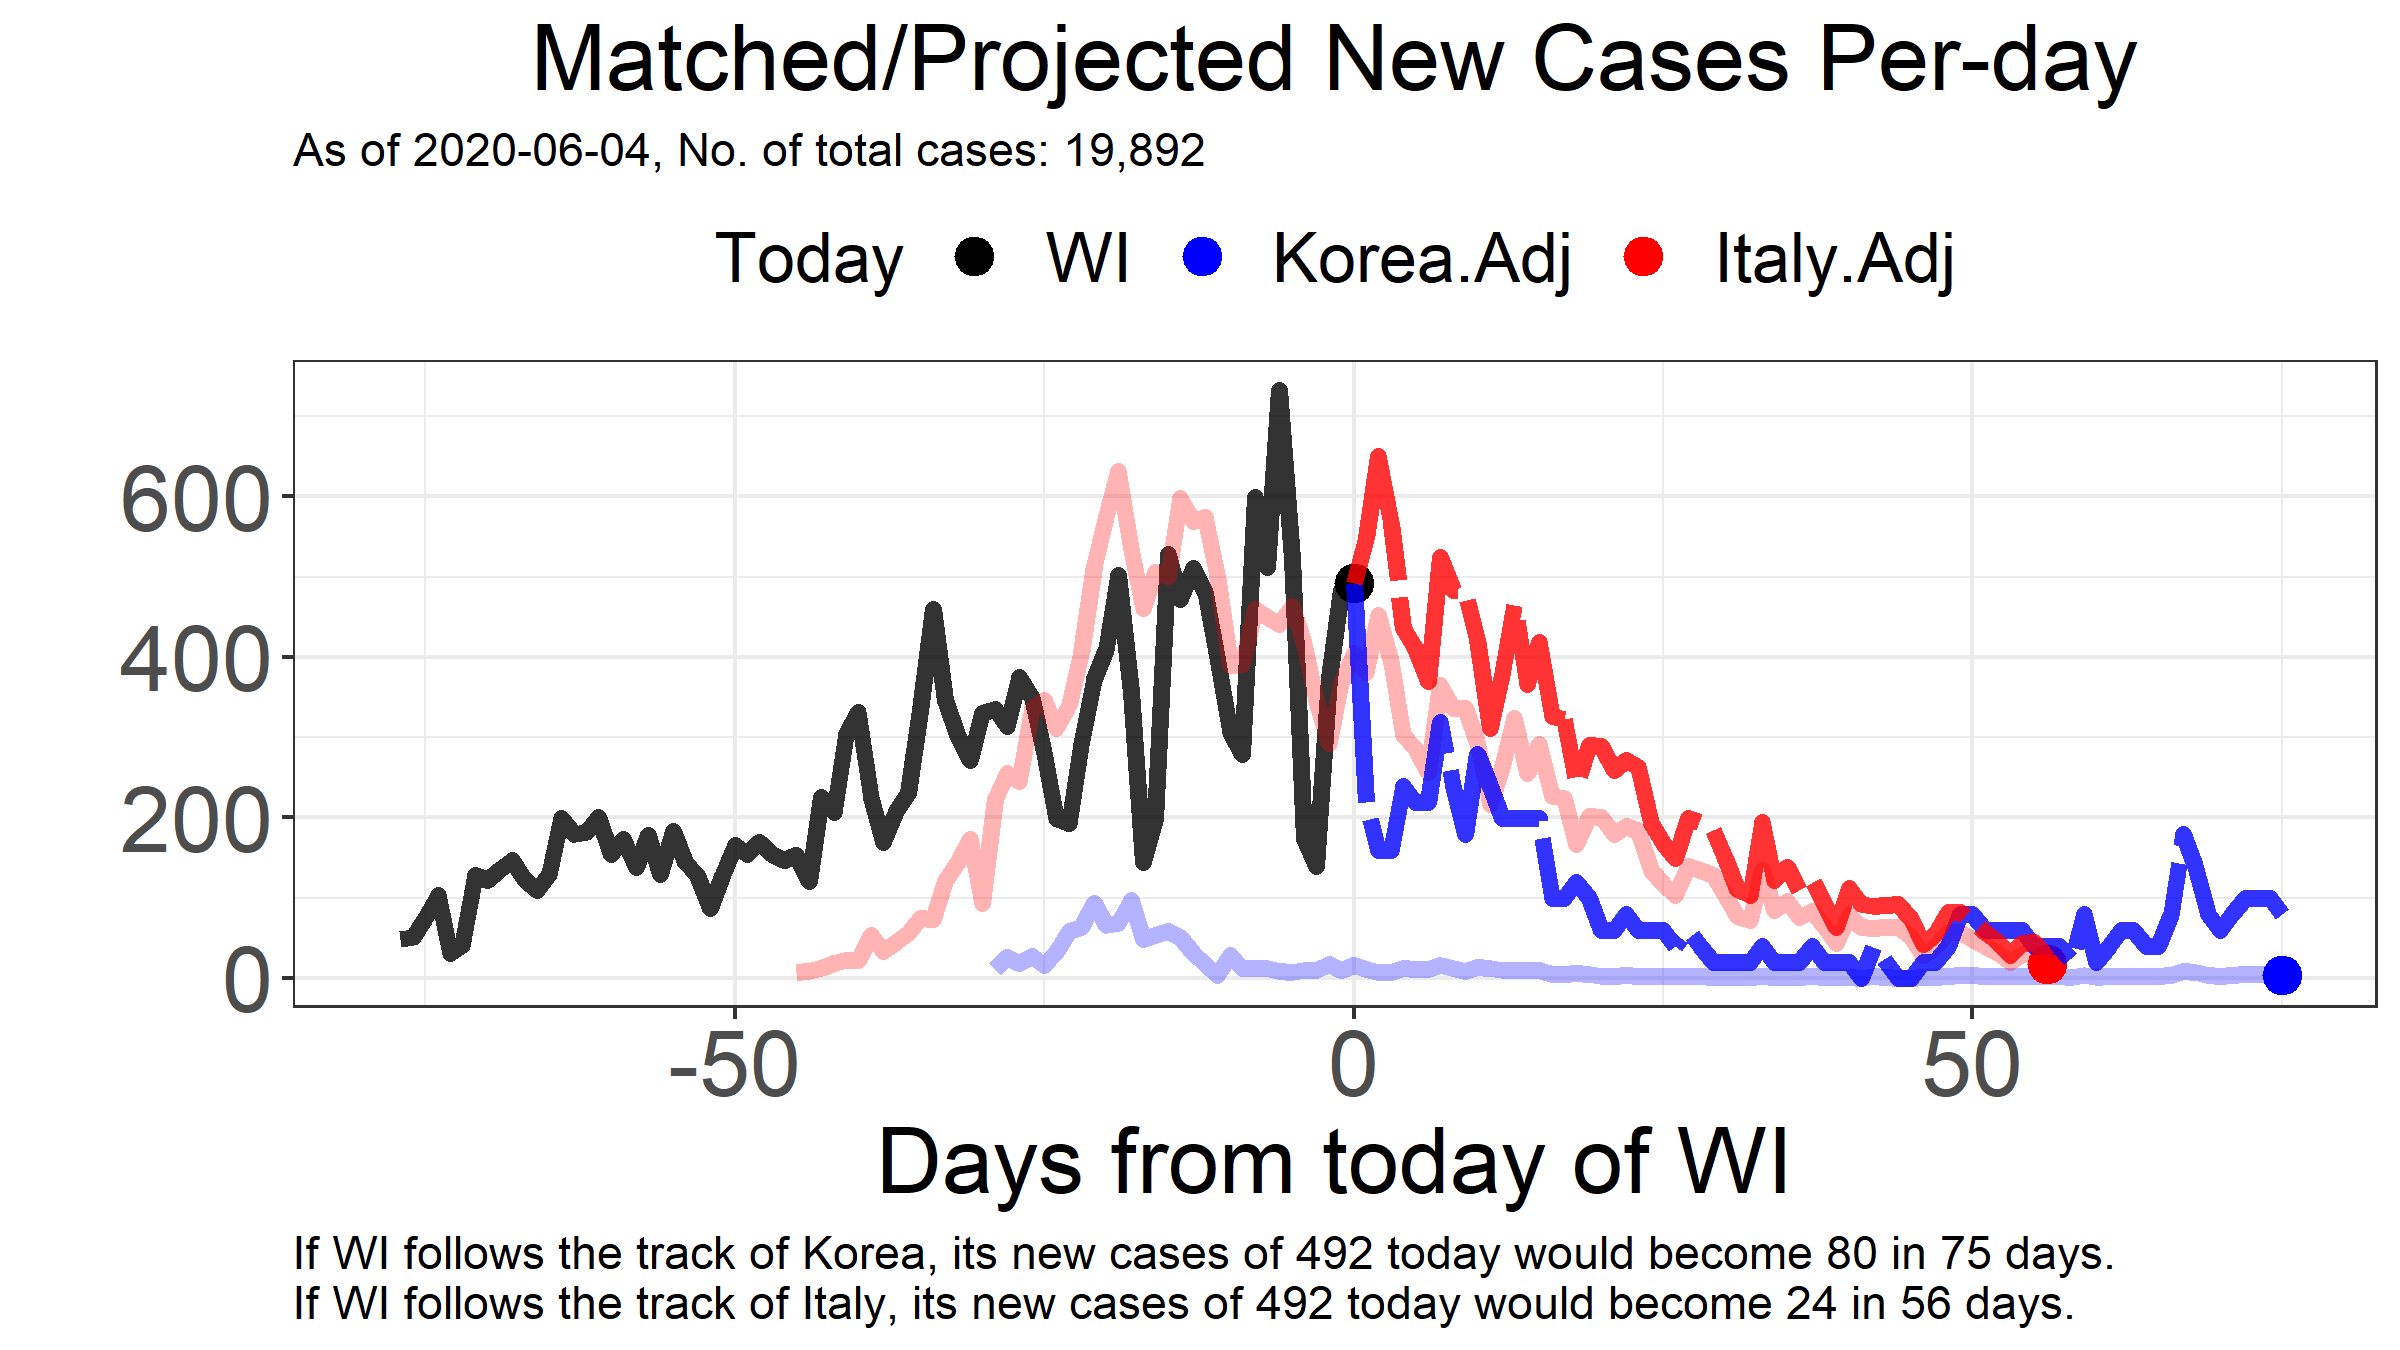 Matched/Projected New Cases Per-day
As of 2020-06-04, No. of total cases: 19,892
Today WI Korea.Adj Italy.Adj
600
400
200
0
-50 0 50
Days from today of WI
If WI follows the track of Korea, its new cases of 492 today would become 80 in 75 days.
If WI follows the track of Italy, its new cases of 492 today would become 24 in 56 days.